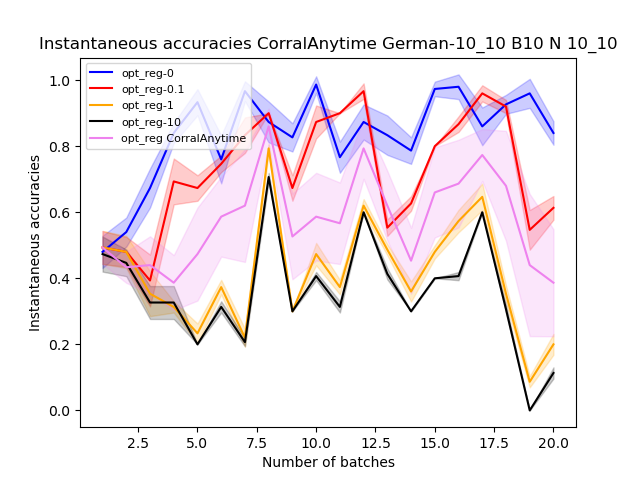 Instantaneous accuracies CorralAnytime German-10_10 B10 N 10_10
1.0
0.8
0.6
0.4
0.2
0.0
Instantaneous accuracies
opt_reg-0
opt_reg-0.1
opt_reg-1
opt_reg-10
opt_reg CorralAnytime
2.5 5.0 7.5 10.0 12.5 15.0 17.5 20.0
Number of batches